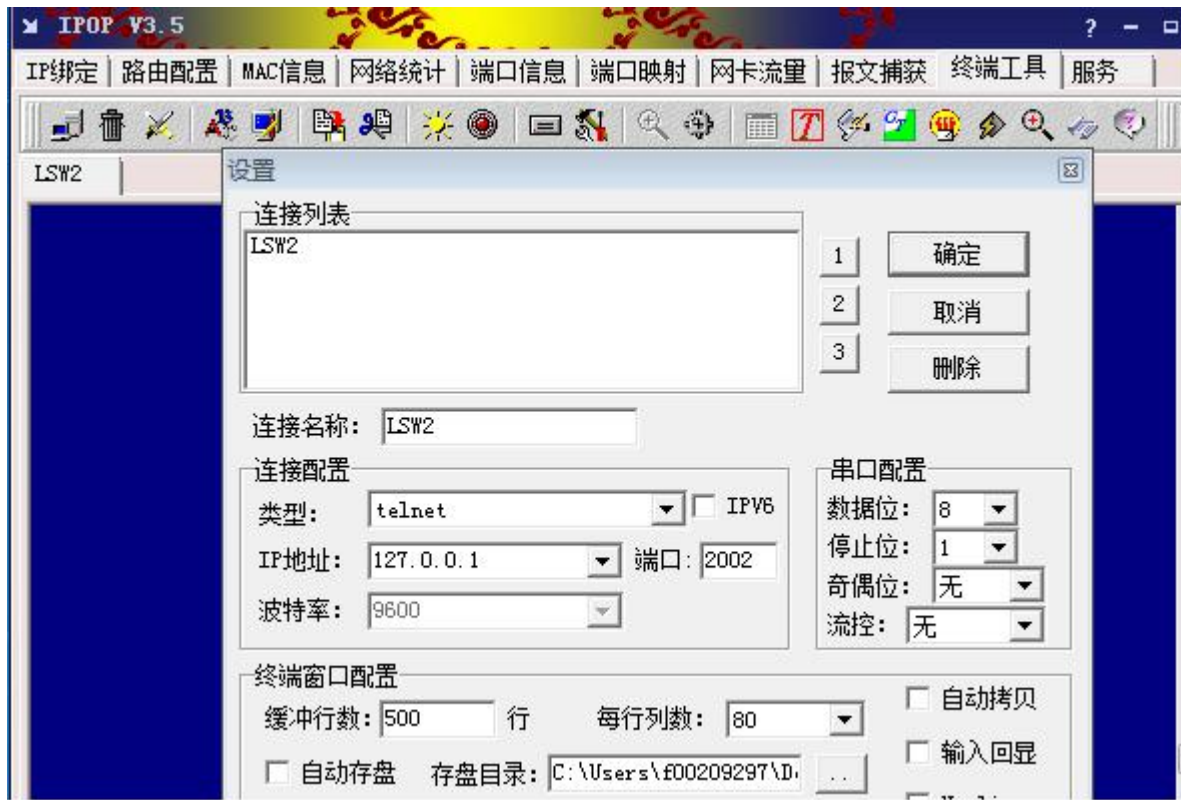 IPOP V3.5
IP绑定 路由配置 MAC信息 网络统计 端口信息 端口映射 网卡流量 报文捕获 终端工具 服务
LSW2
设置
连接列表
LSW2
1 确定
2 取消
3 删除
连接名称: LSW2
连接配置 串口配置
类型: telnet IPV6 数据位: 8
IP地址: 127.0.0.1 端口: 2002 停止位: 1
波特率: 9600 奇偶位: 无
流控: 无
终端窗口配置
缓冲行数: 500 行 每行列数: 80 自动拷贝
输入回显
自动存盘 存盘目录: C:\Users\f00209297\D ..